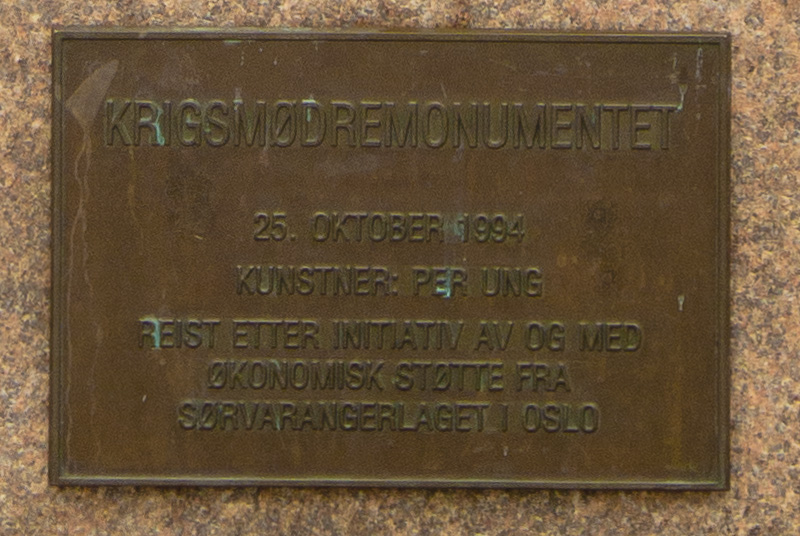 KRIGSMØDREMONUMENTET
25. OKTOBER 1994
KUNSTNER: PER UNG
REIST ETTER INITIATIV AV OG MED
ØKONOMISK STØTTE FRA
SØRVARANGERLAGET I OSLO